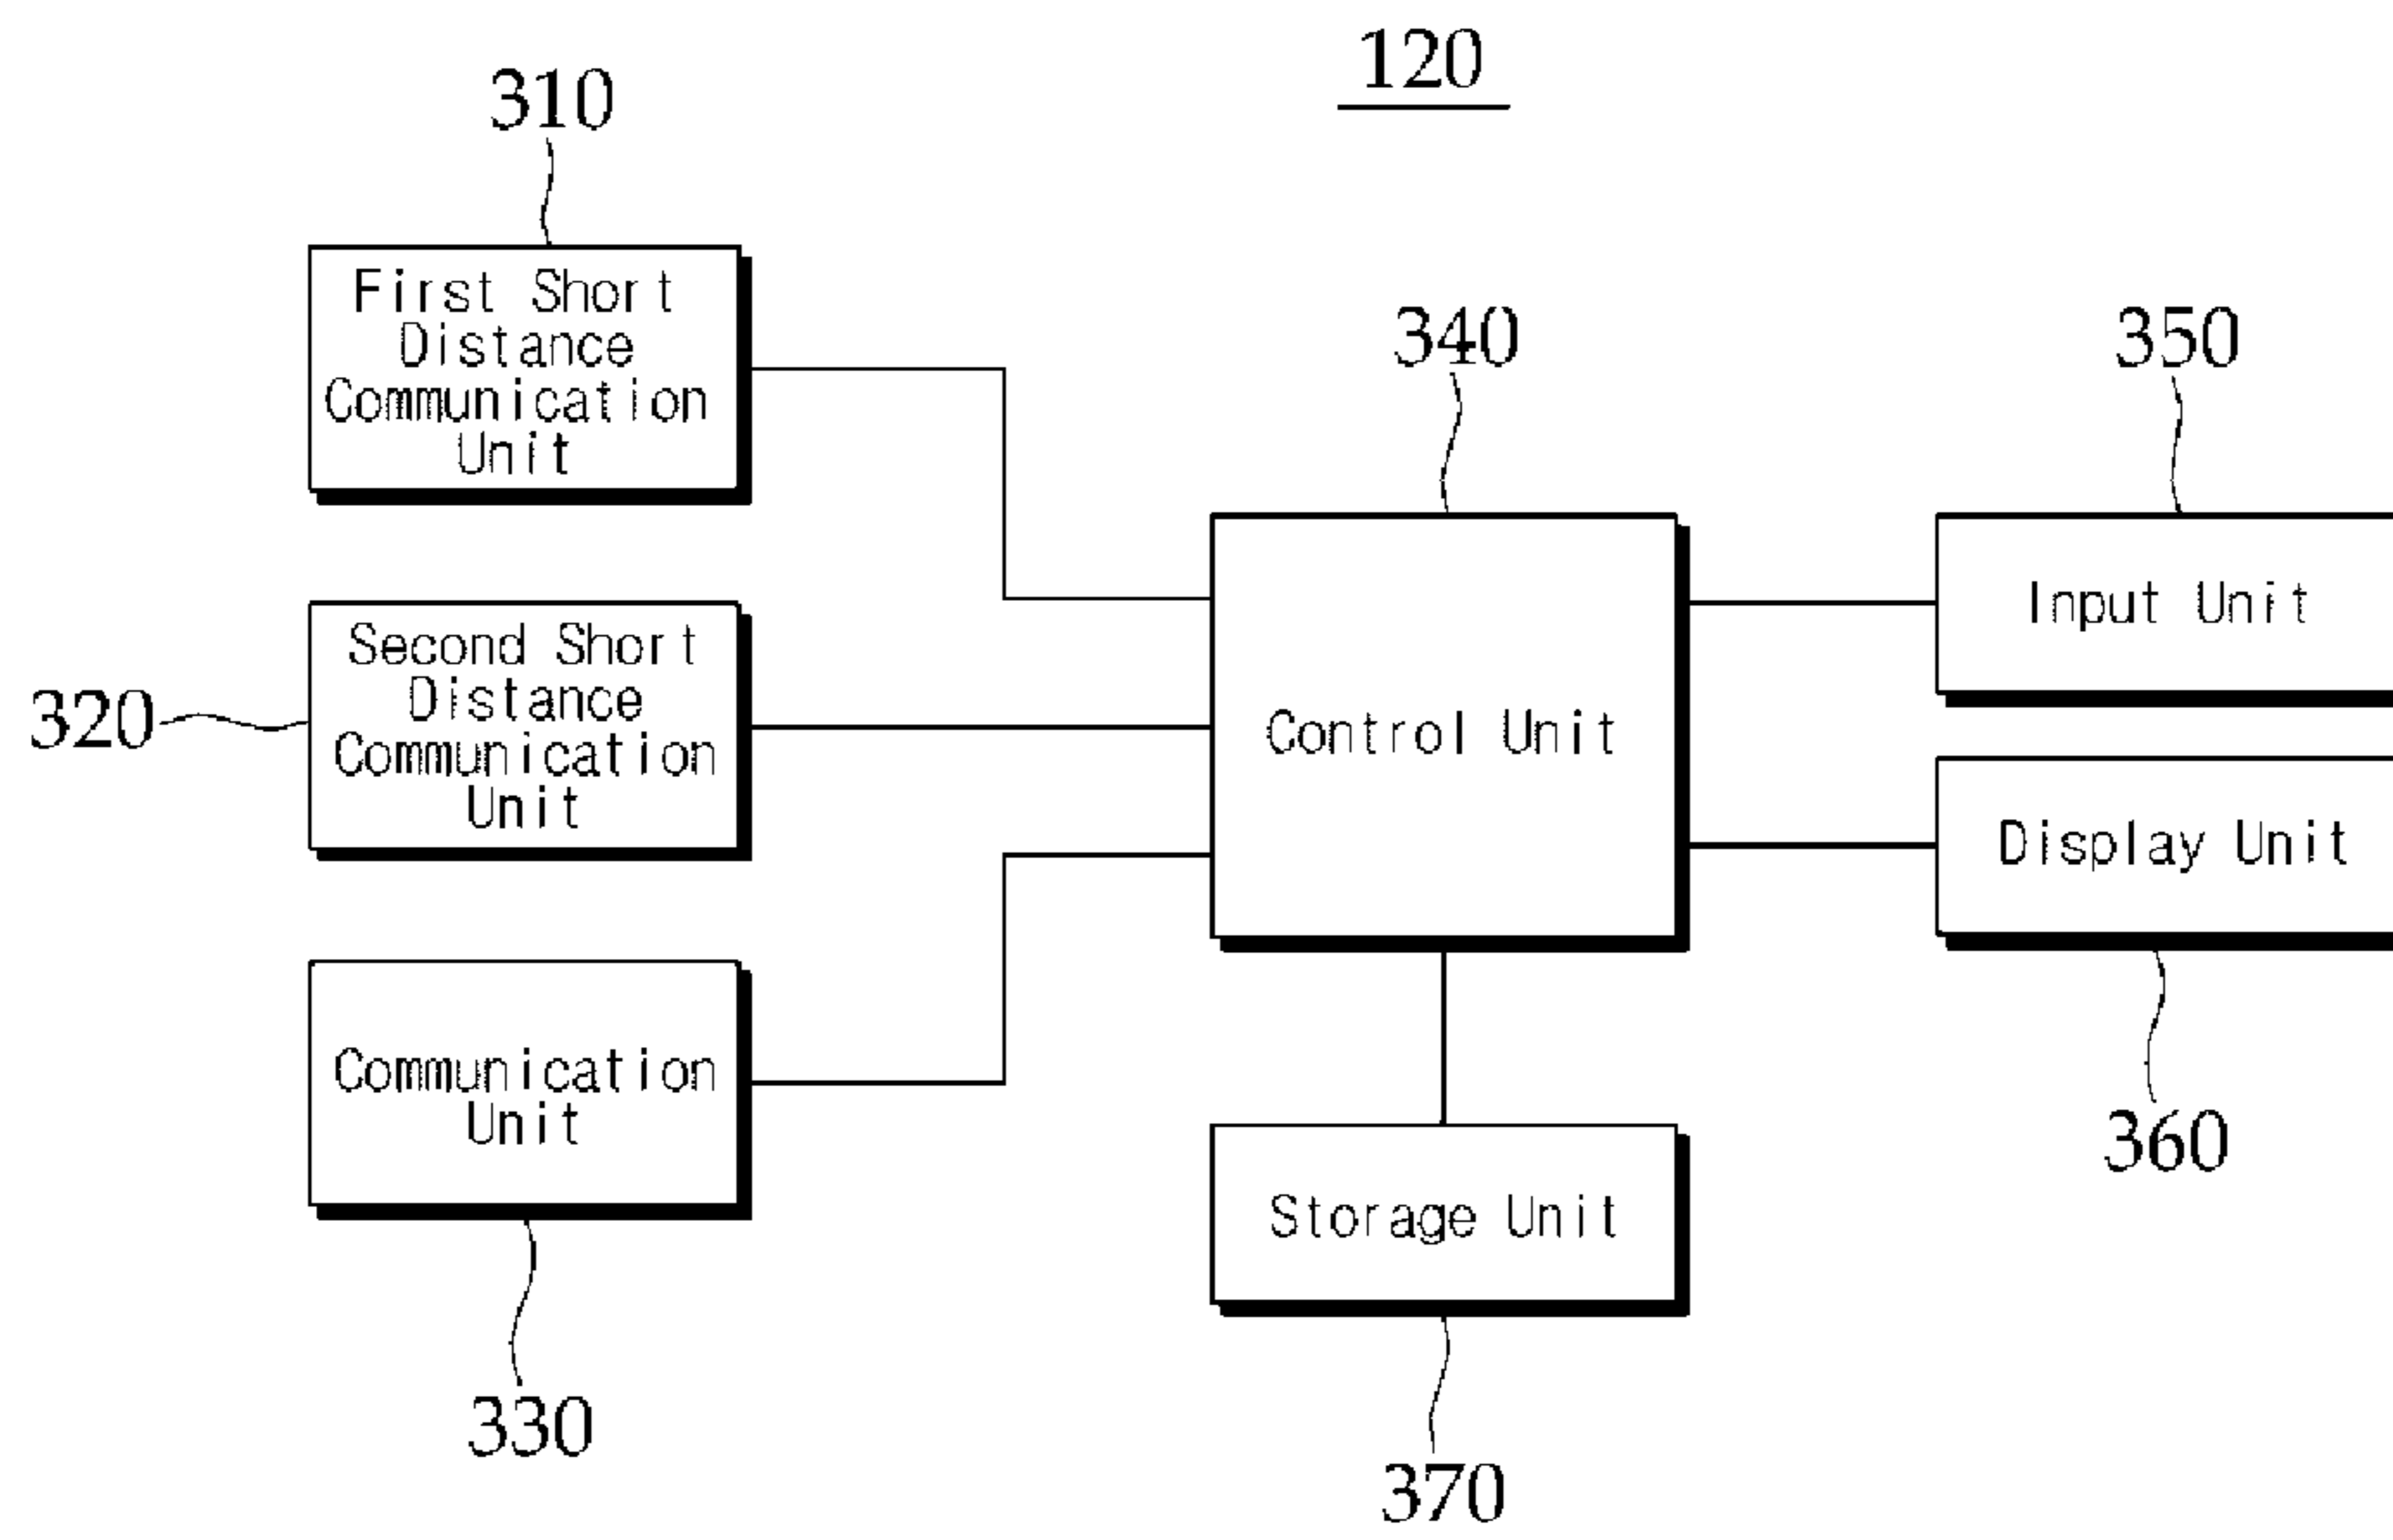 120
310
First Short
Distance
Communication
Unit
340
350
Input Unit
Second Short
Distance
Communication
Unit
320
Control Unit
Display Unit
Communication
Unit
360
Storage Unit
330
370